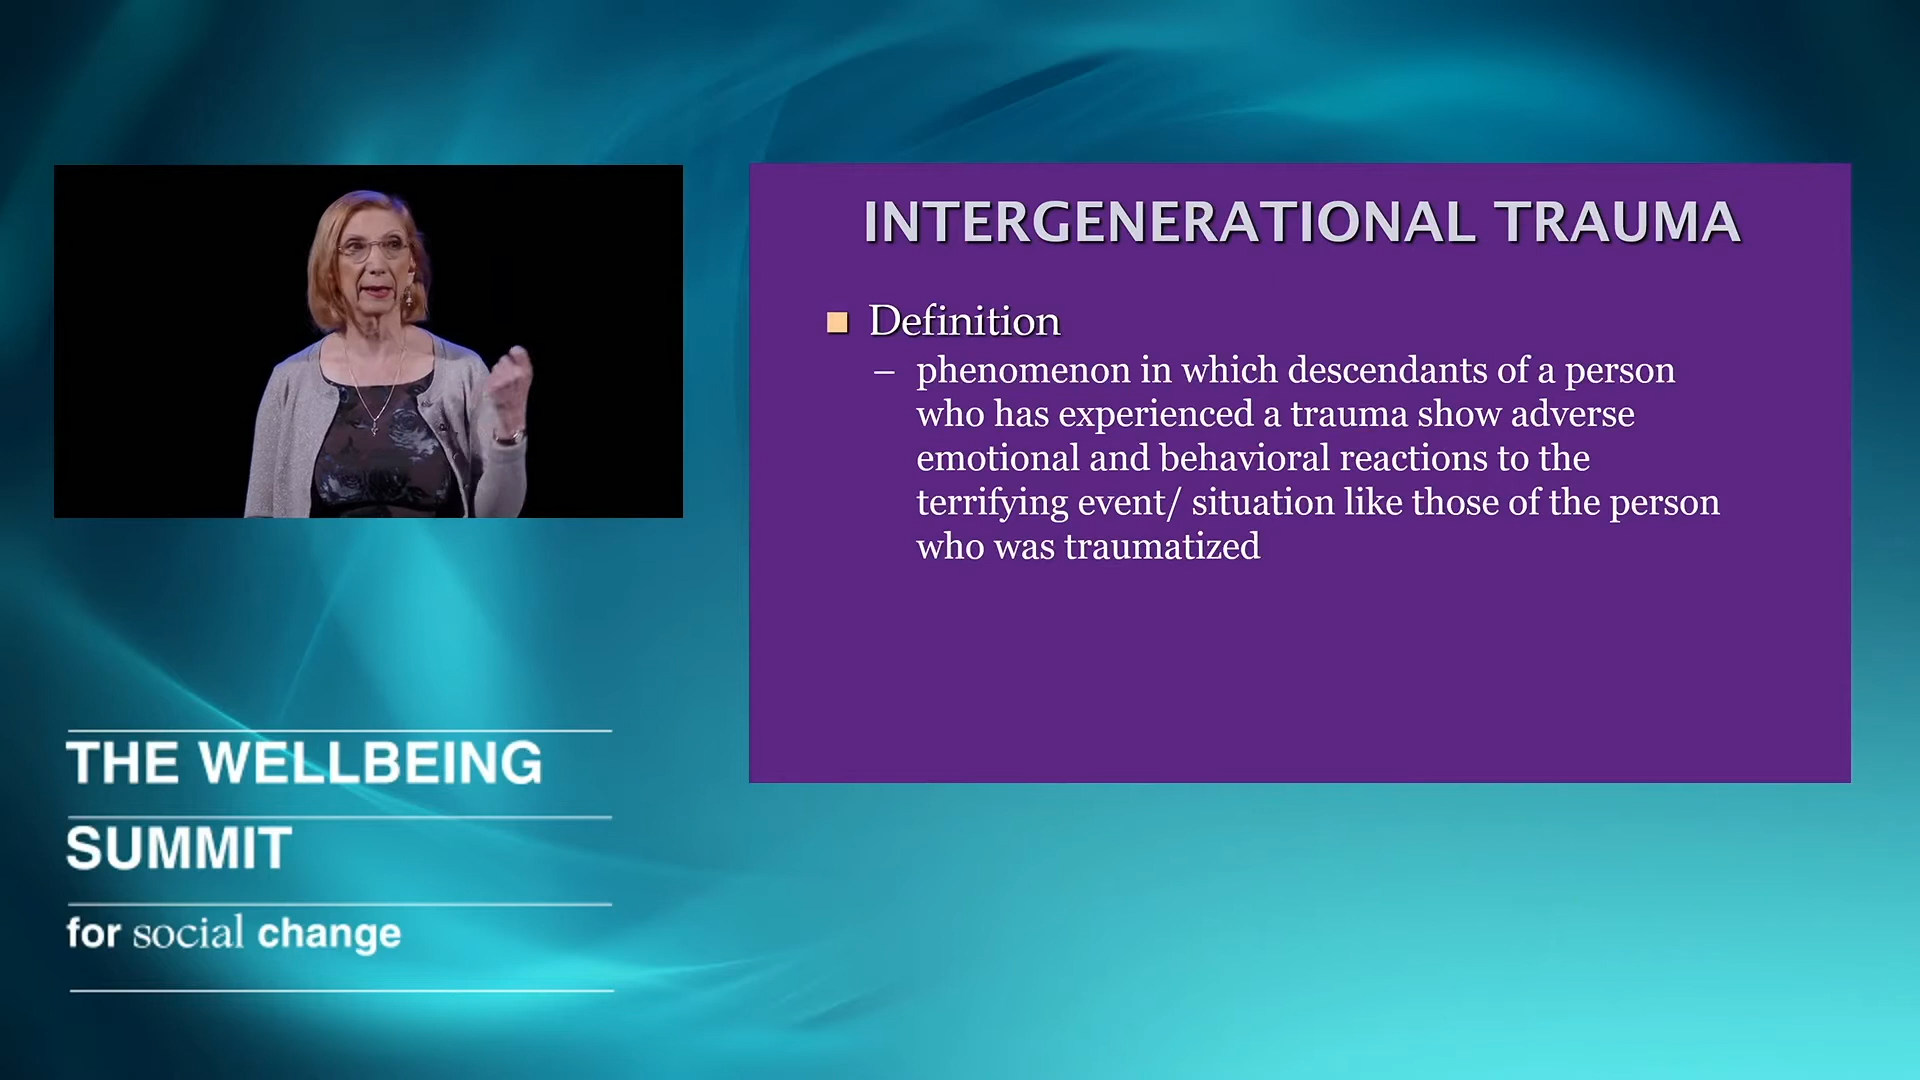 INTERGENERATIONAL TRAUMA
Definition
– phenomenon in which descendants of a person
who has experienced a trauma show adverse
emotional and behavioral reactions to the
terrifying event/ situation like those of the person
who was traumatized
THE WELLBEING
SUMMIT
for social change